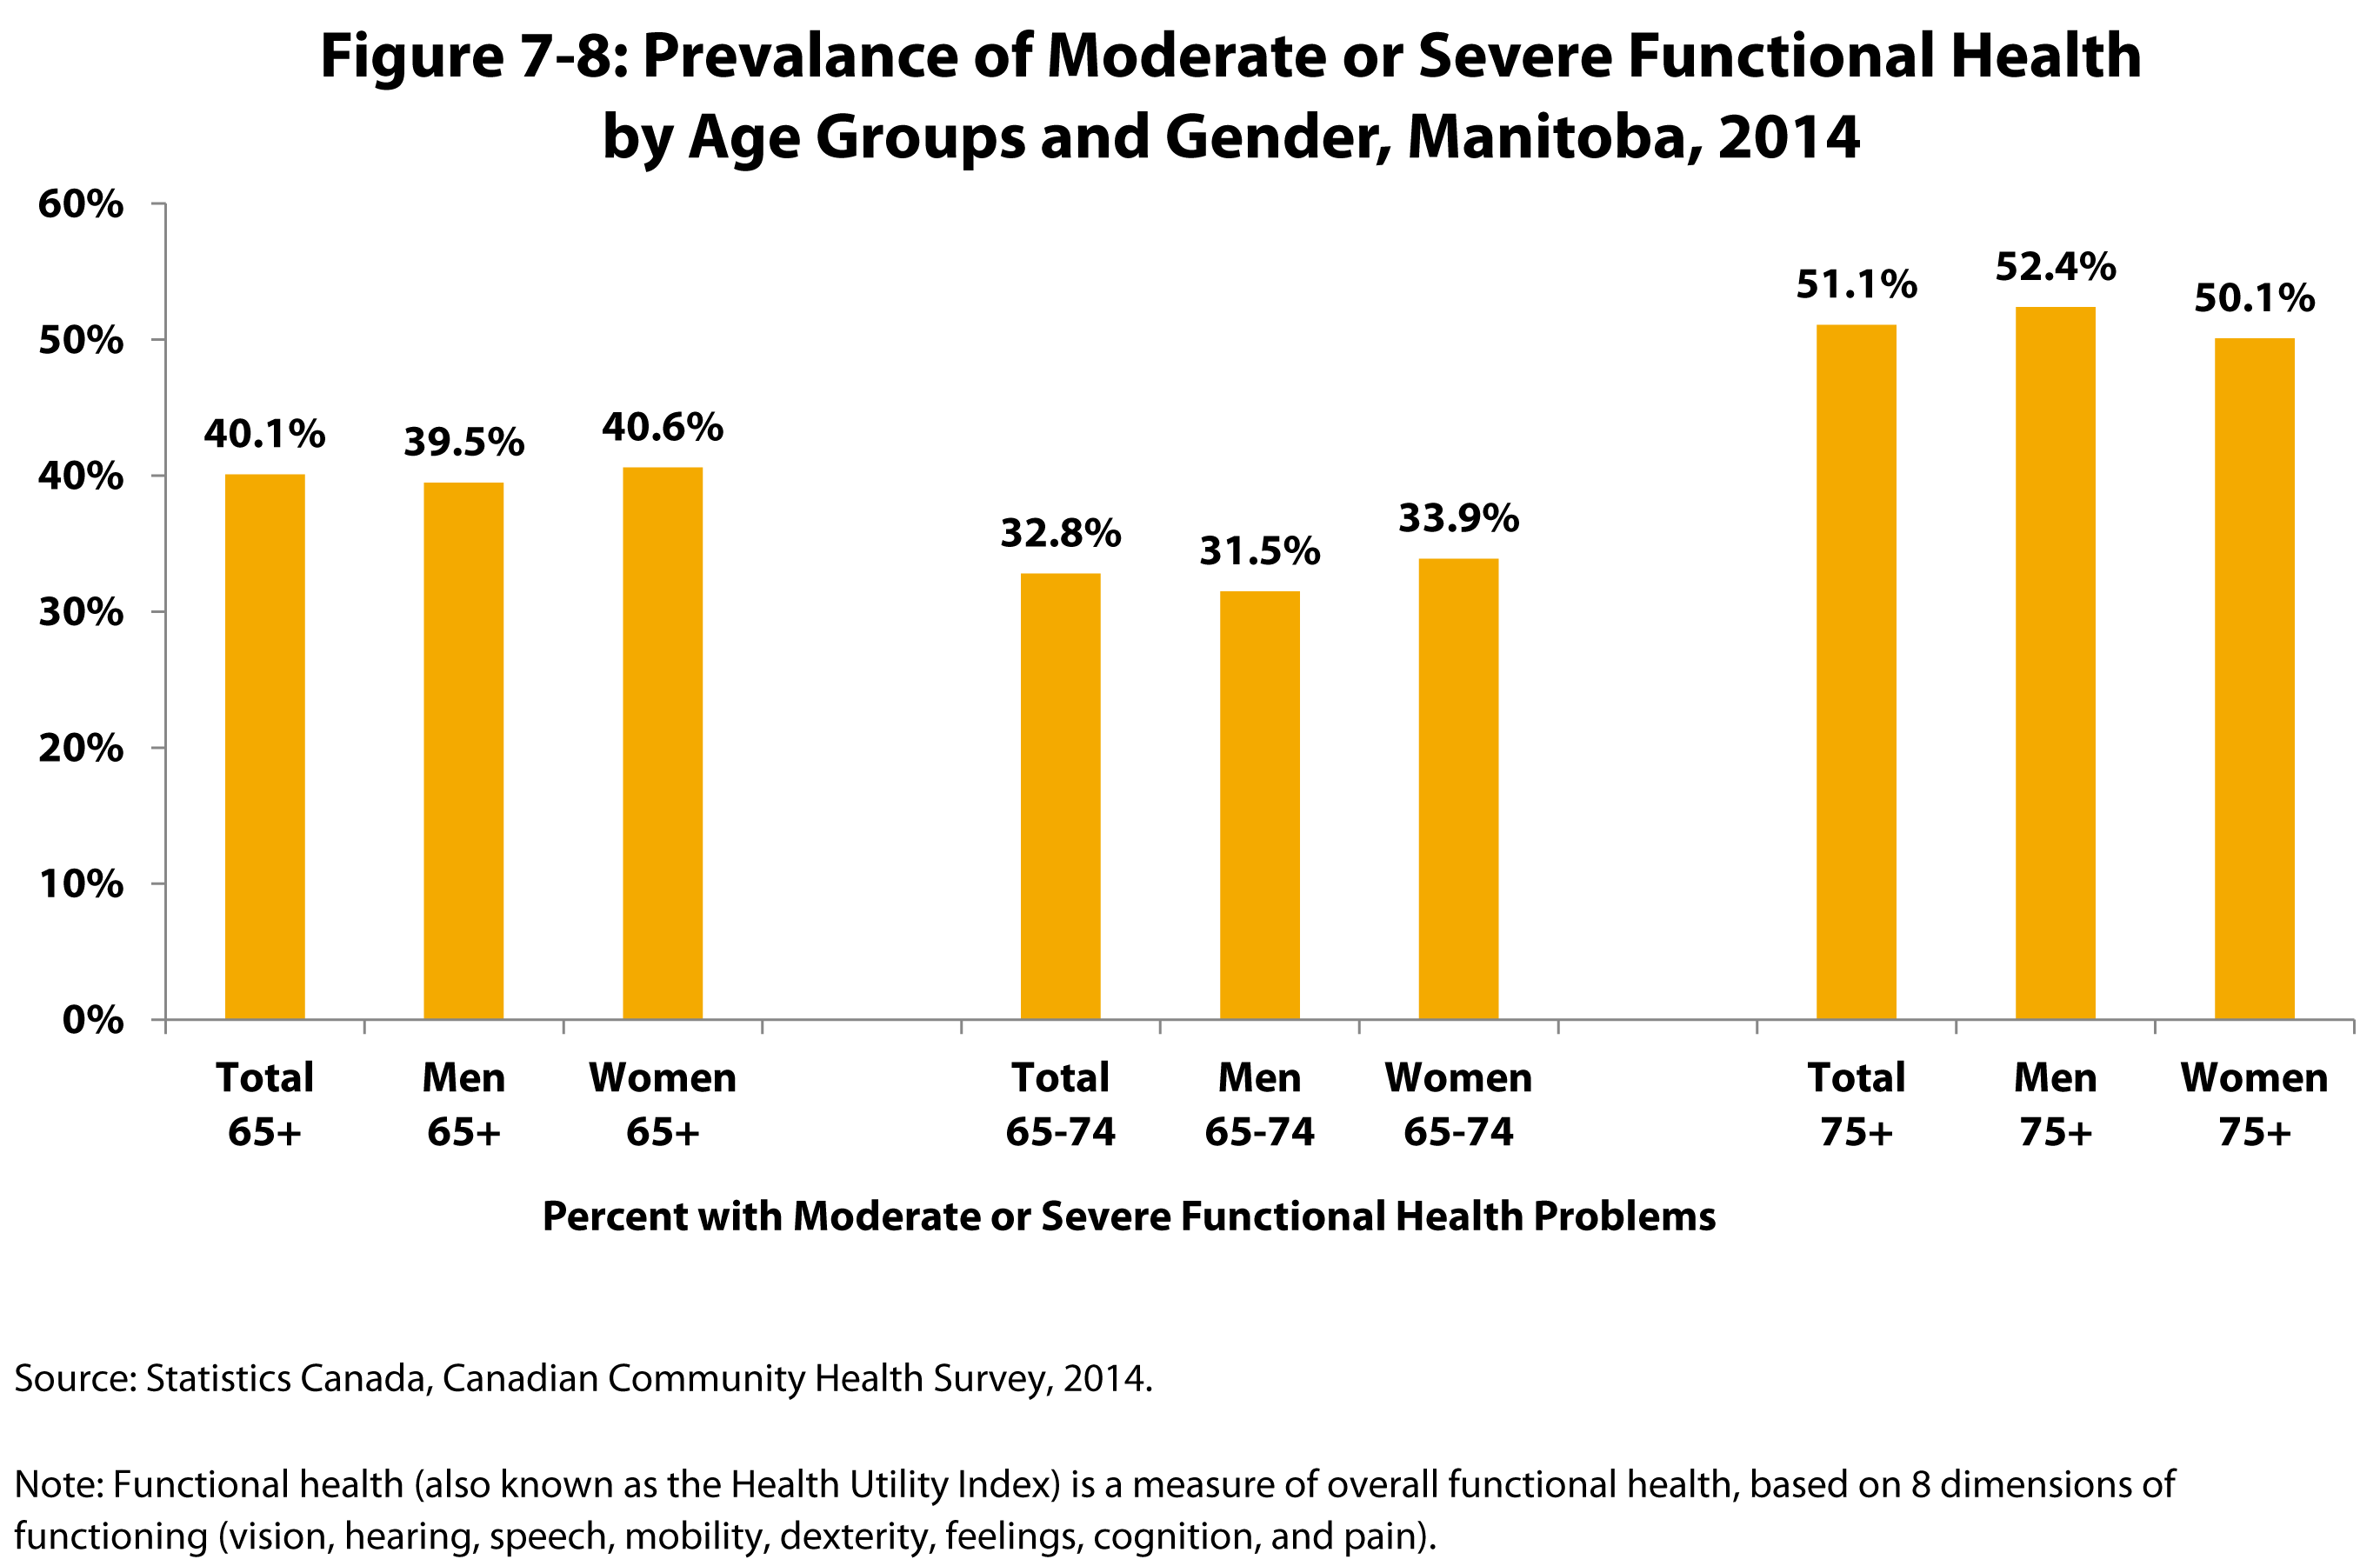 Figure 7-8: Prevalance of Moderate or Severe Functional Health
by Age Groups and Gender, Manitoba, 2014
60%
50%
40%
30%
20%
10%
0%
40.1%
39.5%
40.6%
32.8%
31.5%
33.9%
51.1%
52.4%
50.1%
Total Men Women Total Men Women Total Men Women
65+ 65+ 65+ 65-74 65-74 65-74 75+ 75+ 75+
Percent with Moderate or Severe Functional Health Problems
Source: Statistics Canada, Canadian Community Health Survey, 2014.
Note: Functional health (also known as the Health Utility Index) is a measure of overall functional health, based on 8 dimensions of
functioning (vision, hearing, speech, mobility, dexterity, feelings, cognition, and pain).